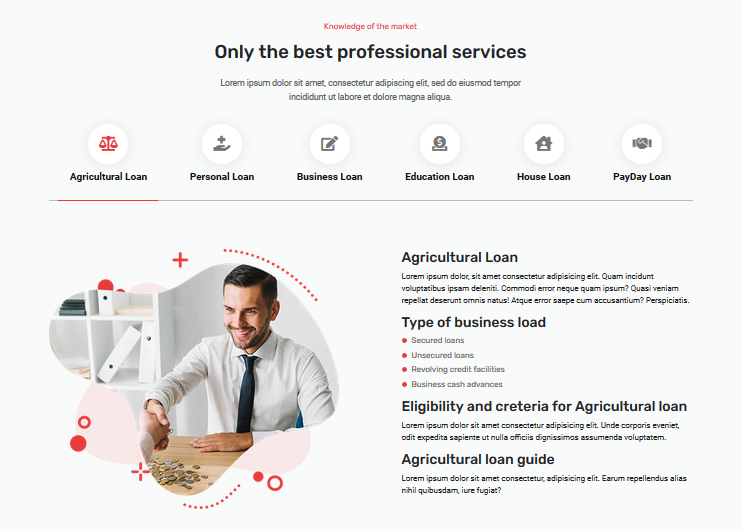 Knowledge of the market
Only the best professional services
Lorem ipsum dolor sit amet, consectetur adipiscing elit, sed do eiusmod tempor
incididunt ut labore et dolore magna aliqua.
Agricultural Loan
Personal Loan
Business Loan
Education Loan
House Loan
PayDay Loan
Agricultural Loan
Lorem ipsum dolor, sit amet consectetur adipisicing elit. Quam incidunt
voluptatibus ipsam deleniti. Commodi error neque quam ipsum? Quasi veniam
repellat deserunt omnis natus! Atque error saepe cum accusantium? Perspiciatis.
Type of business load
Secured loans
Unsecured loans
Revolving credit facilities
Business cash advances
Eligibility and creteria for Agricultural loan
Lorem ipsum dolor sit amet consectetur adipisicing elit. Unde corporis eveniet,
odit expedita sapiente ut nulla officiis dignissimos assumenda voluptatem.
Agricultural loan guide
Lorem ipsum dolor sit amet consectetur, adipisicing elit. Earum repellendus alias
nihil quibusdam, iure fugiat?